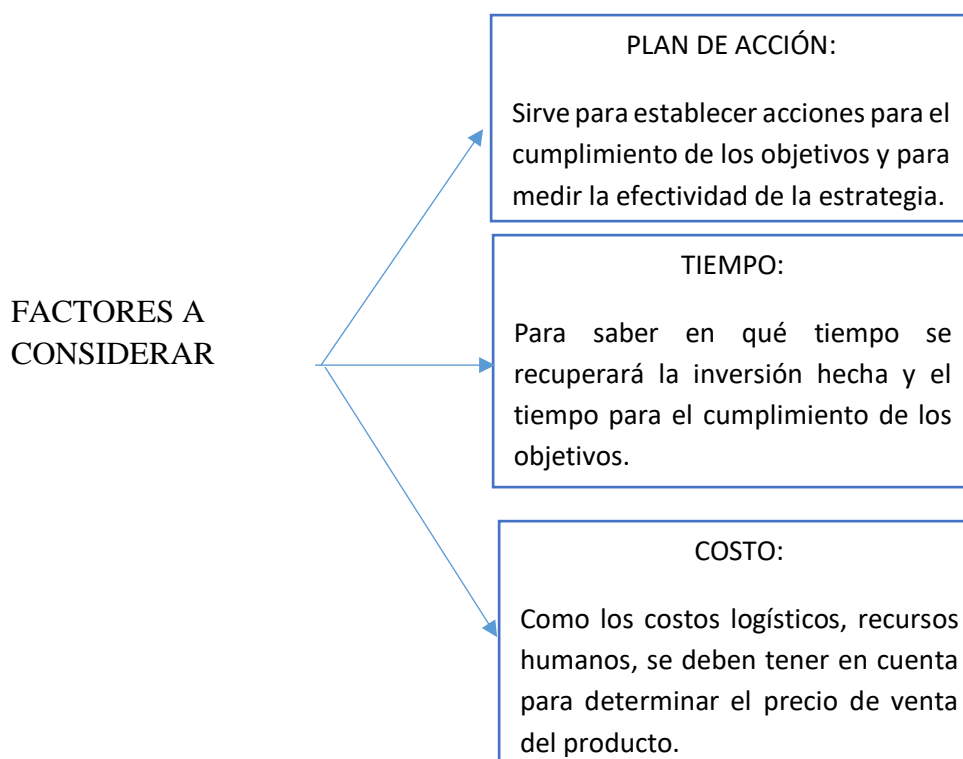 PLAN DE ACCIÓN:
Sirve para establecer acciones para el
cumplimiento de los objetivos y para
medir la efectividad de la estrategia.
TIEMPO:
FACTORES A
CONSIDERAR
Para saber en qué tiempo se
recuperará la inversión hecha y el
tiempo para el cumplimiento de los
objetivos.
COSTO:
Como los costos logísticos, recursos
humanos, se deben tener en cuenta
para determinar el precio de venta
del producto.